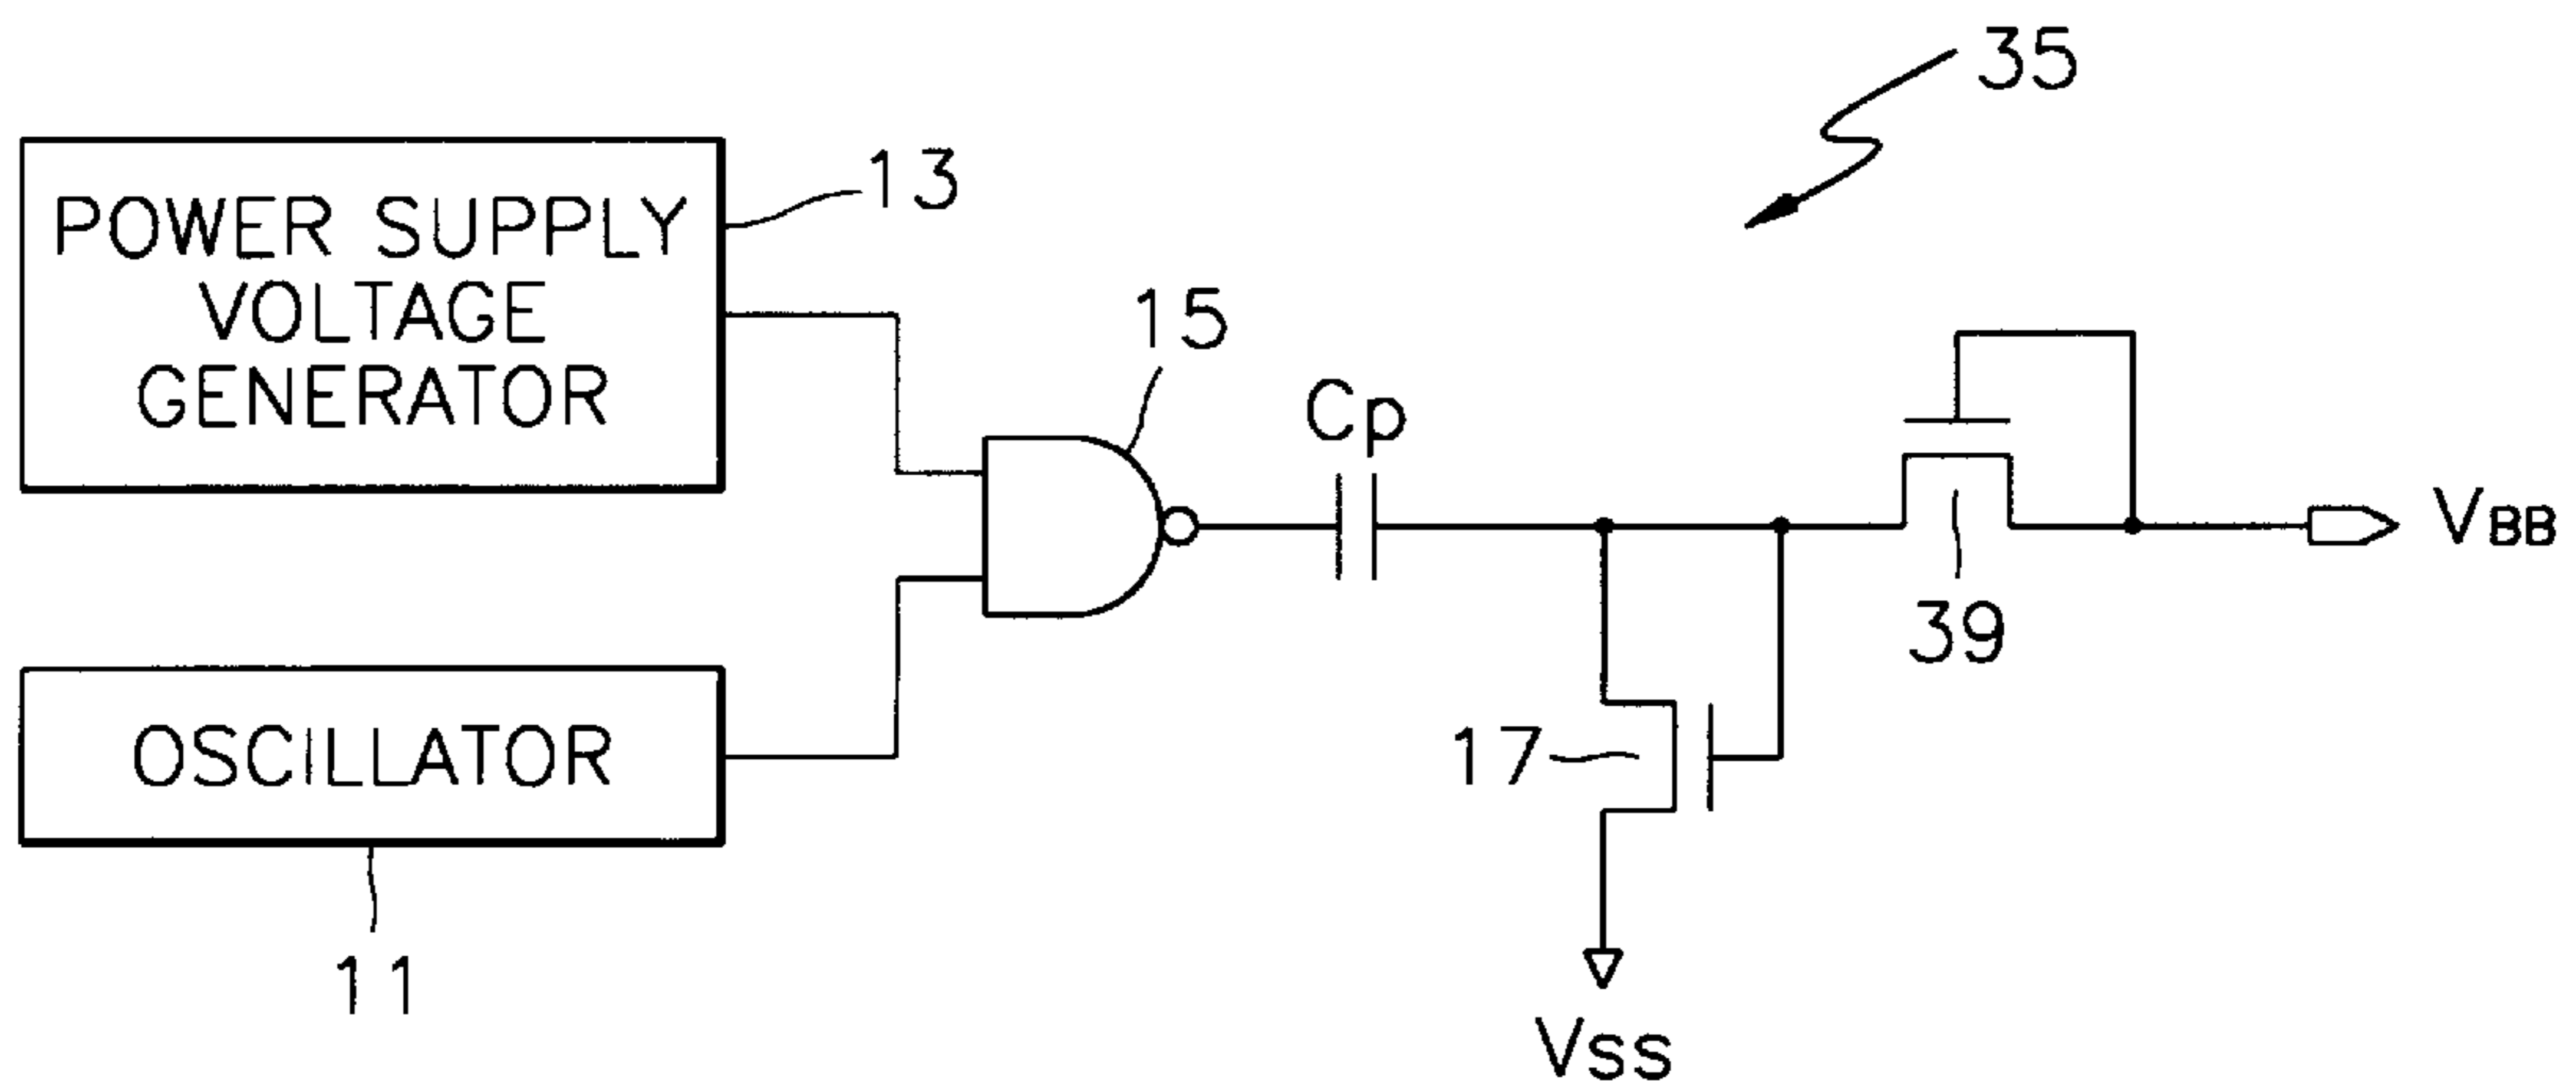 35
13
POWER SUPPLY
VOLTAGE
GENERATOR
15
Cp
VBB
39
OSCILLATOR
17
11
VSS